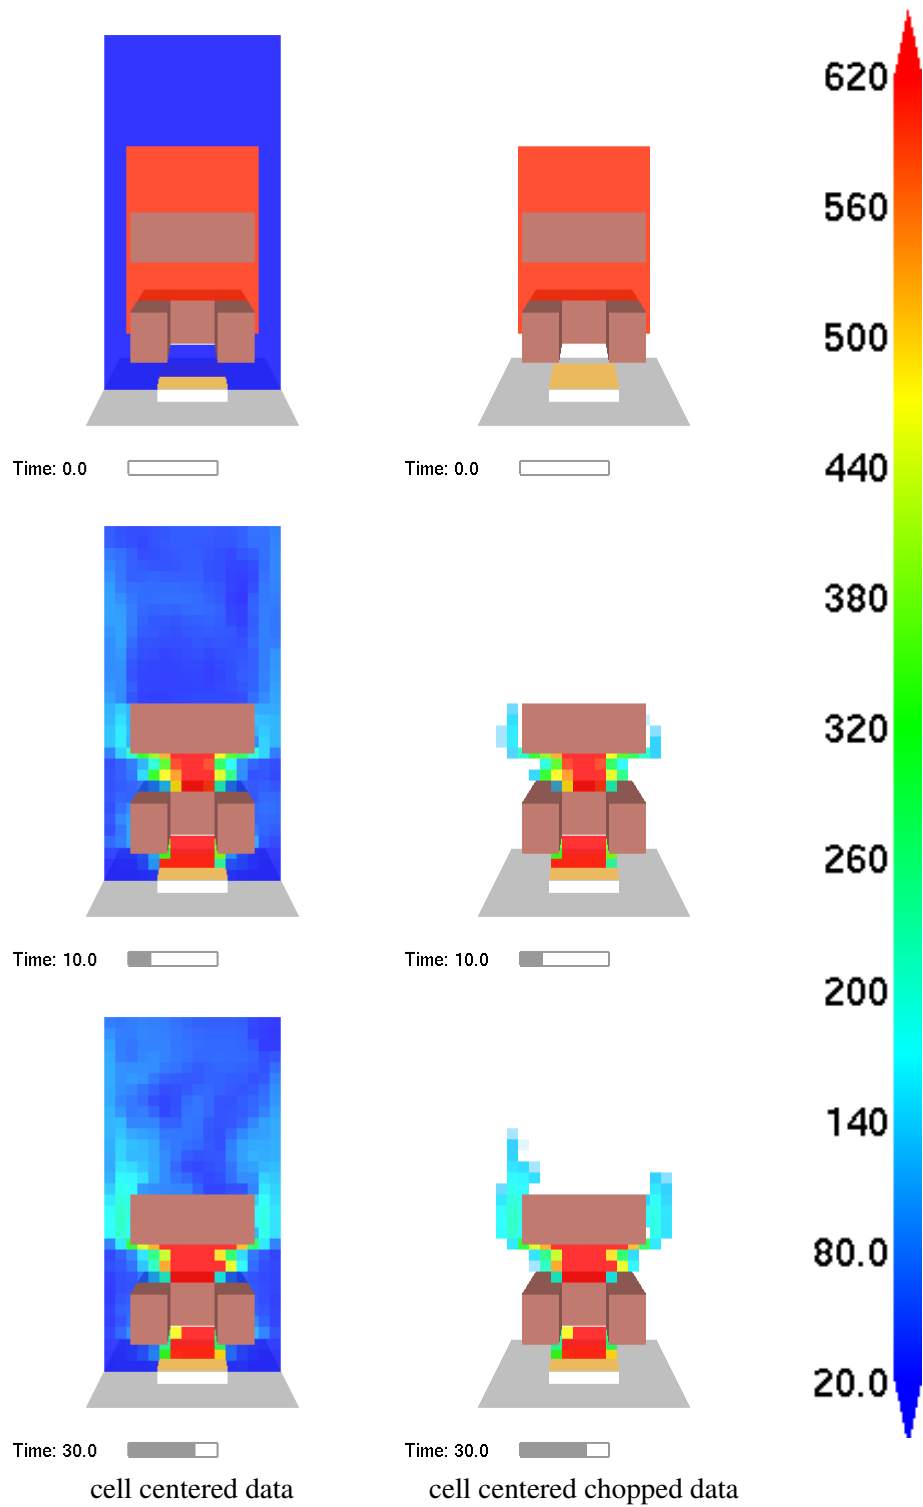 620
560
500
440
Time: 0.0
Time: 0.0
380
320
260
Time: 10.0
Time: 10.0
200
140
80.0
20.0
Time: 30.0
Time: 30.0
cell centered data
cell centered chopped data